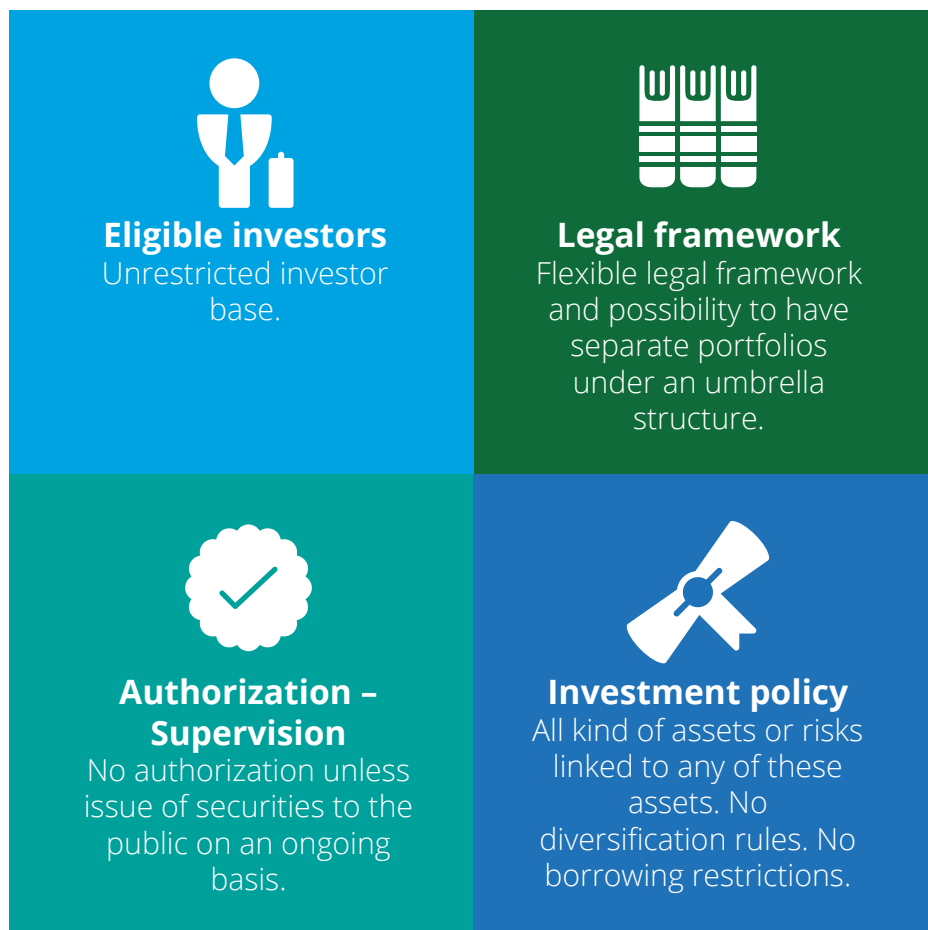 Eligible investors
Unrestricted investor
base.
Legal framework
Flexible legal framework
and possibility to have
separate portfolios
under an umbrella
structure.
Authorization –
Supervision
No authorization unless
issue of securities to the
public on an ongoing
basis.
Investment policy
All kind of assets or risks
linked to any of these
assets. No
diversification rules. No
borrowing restrictions.